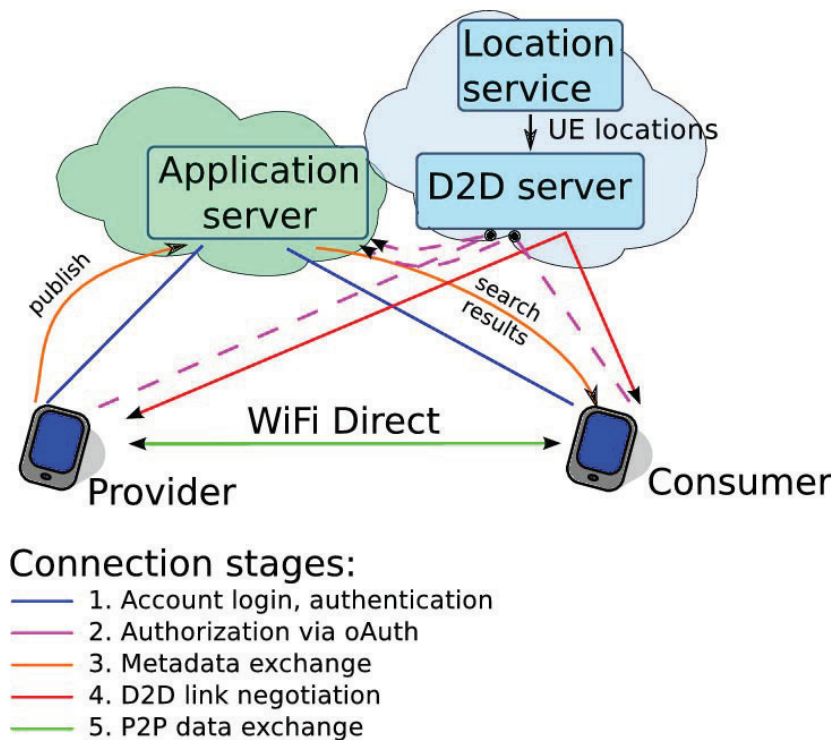 Location
service
UE locations
Application
server
D2D server
publish
search
results
WiFi Direct
Provider
Consumer
Connection stages:
1. Account login, authentication
2. Authorization via oAuth
3. Metadata exchange
4. D2D link negotiation
5. P2P data exchange